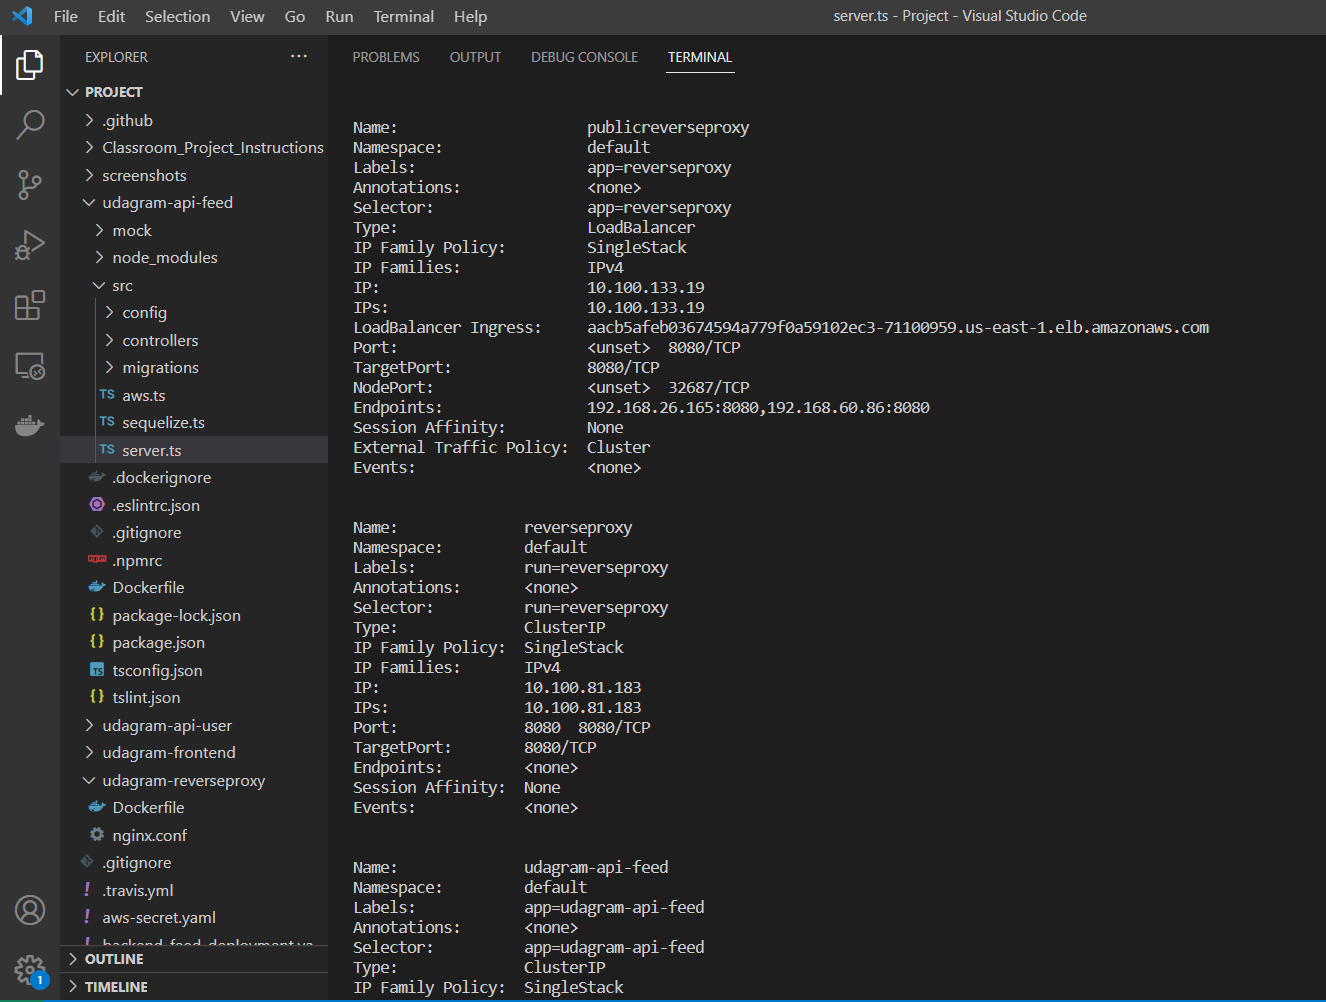 File Edit Selection View Go Run Terminal Help server.ts - Project - Visual Studio Code
EXPLORER ...
PROJECT
.github
Classroom_Project_Instructions
screenshots
udagram-api-feed
mock
node_modules
src
config
controllers
migrations
TS aws.ts
TS sequelize.ts
TS server.ts
.dockerignore
.eslintrc.json
.gitignore
.npmrc
Dockerfile
{} package-lock.json
{} package.json
TS tsconfig.json
{} tslint.json
udagram-api-user
udagram-frontend
udagram-reverseproxy
Dockerfile
nginx.conf
.gitignore
! .travis.yml
! aws-secret.yaml
! backend_feed_deployment.ya
OUTLINE
TIMELINE
1
PROBLEMS OUTPUT DEBUG CONSOLE TERMINAL
Name: publicreverseproxy
Namespace: default
Labels: app=reverseproxy
Annotations: <none>
Selector: app=reverseproxy
Type: LoadBalancer
IP Family Policy: SingleStack
IP Families: IPv4
IP: 10.100.133.19
IPs: 10.100.133.19
LoadBalancer Ingress: aacb5afeb03674594a779f0a59102ec3-71100959.us-east-1.elb.amazonaws.com
Port: <unset> 8080/TCP
TargetPort: 8080/TCP
NodePort: <unset> 32687/TCP
Endpoints: 192.168.26.165:8080,192.168.60.86:8080
Session Affinity: None
External Traffic Policy: Cluster
Events: <none>
Name: reverseproxy
Namespace: default
Labels: run=reverseproxy
Annotations: <none>
Selector: run=reverseproxy
Type: ClusterIP
IP Family Policy: SingleStack
IP Families: IPv4
IP: 10.100.81.183
IPs: 10.100.81.183
Port: 8080 8080/TCP
TargetPort: 8080/TCP
Endpoints: <none>
Session Affinity: None
Events: <none>
Name: udagram-api-feed
Namespace: default
Labels: app=udagram-api-feed
Annotations: <none>
Selector: app=udagram-api-feed
Type: ClusterIP
IP Family Policy: SingleStack